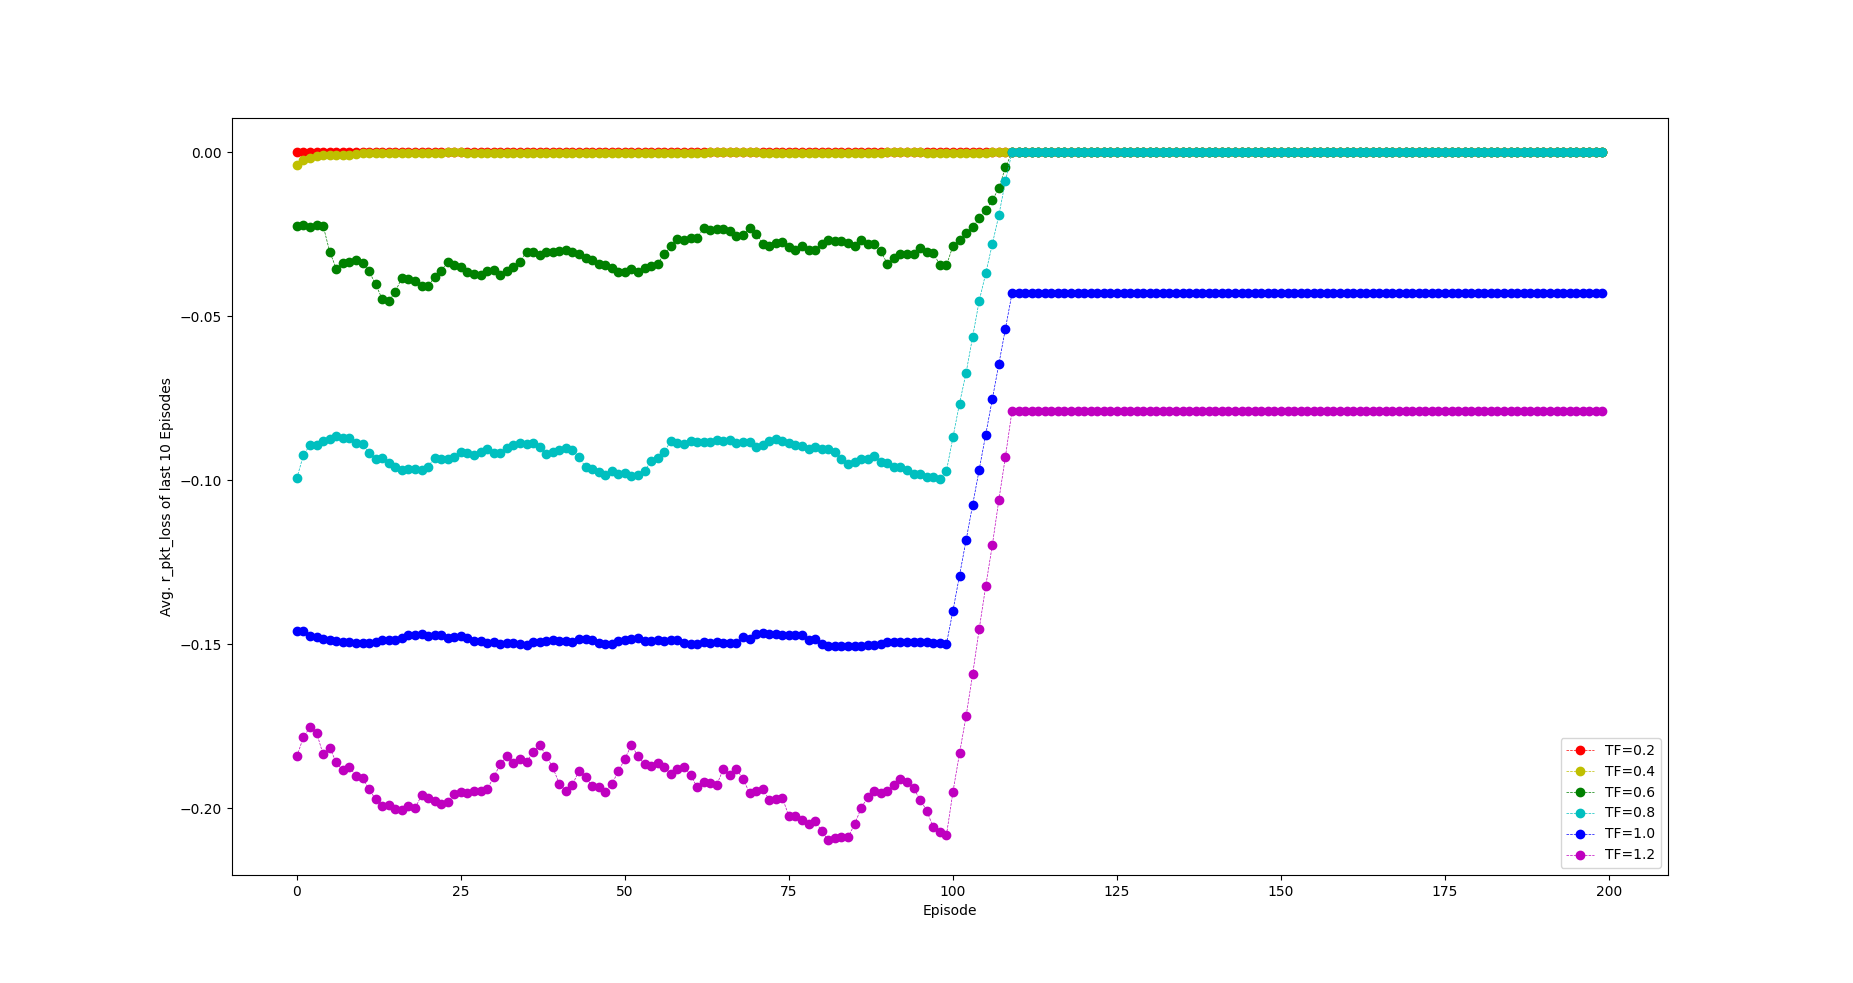 0.00
−0.05
−0.10
−0.15
−0.20
Avg. r_pkt_loss of last 10 Episodes
0 25 50 75 100 125 150 175 200
Episode
TF=0.2
TF=0.4
TF=0.6
TF=0.8
TF=1.0
TF=1.2